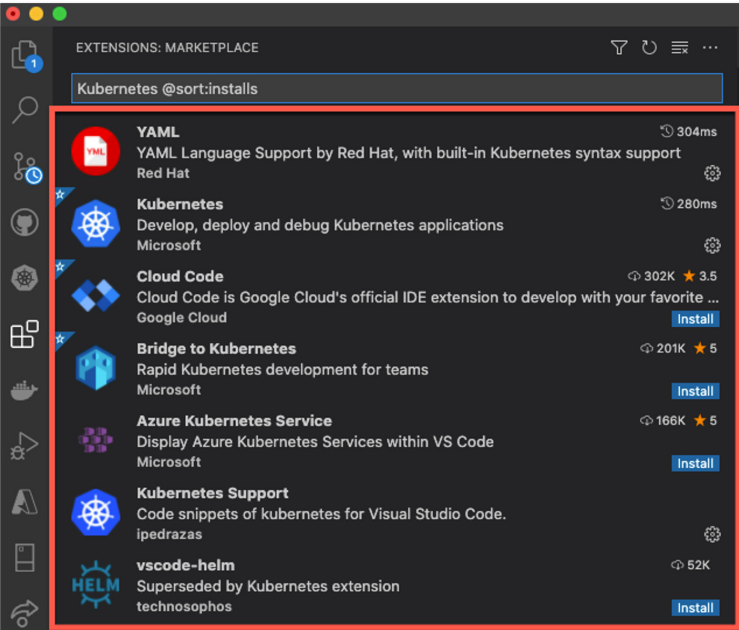 EXTENSIONS: MARKETPLACE
1
Kubernetes @sort:installs
YAML
304ms
YAML Language Support by Red Hat, with built-in Kubernetes syntax support
Red Hat
YML
Kubernetes
280ms
Develop, deploy and debug Kubernetes applications
Microsoft
Cloud Code
302K ★ 3.5
Cloud Code is Google Cloud's official IDE extension to develop with your favorite ...
Google Cloud
Install
Bridge to Kubernetes
201K ★ 5
Rapid Kubernetes development for teams
Microsoft
Install
Azure Kubernetes Service
166K ★ 5
Display Azure Kubernetes Services within VS Code
Microsoft
Install
Kubernetes Support
Code snippets of kubernetes for Visual Studio Code.
ipedrazas
vscode-helm
52K
HELM
Superseded by Kubernetes extension
technosophos
Install